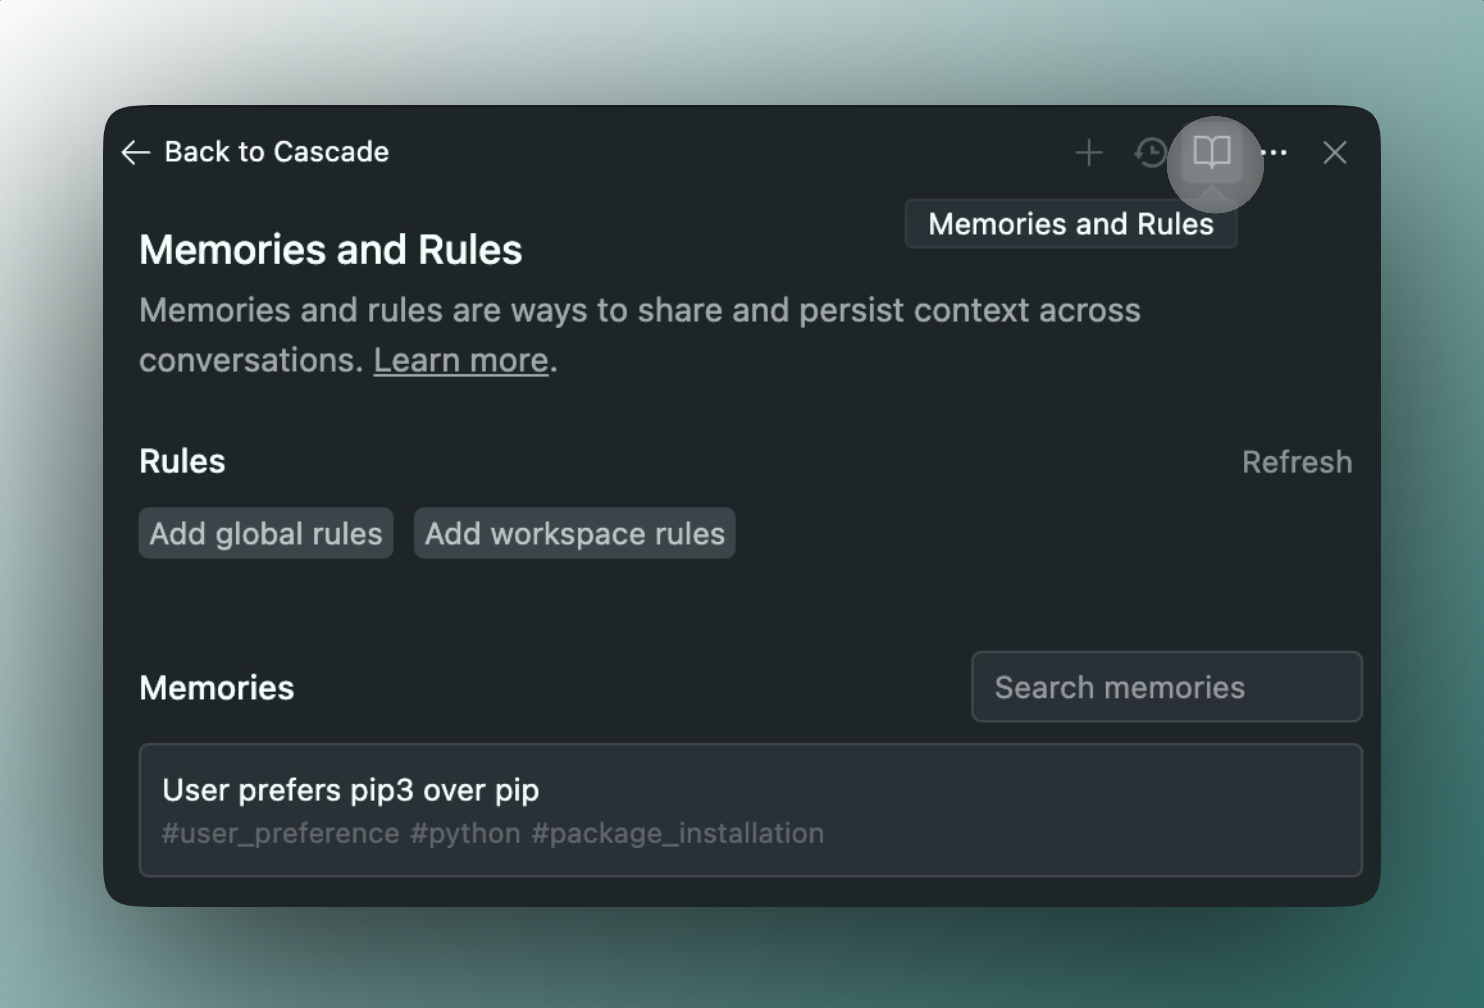 Back to Cascade
Memories and Rules
Memories and Rules
Memories and rules are ways to share and persist context across
conversations. Learn more.
Rules
Refresh
Add global rules
Add workspace rules
Memories
Search memories
User prefers pip3 over pip
#user_preference #python #package_installation